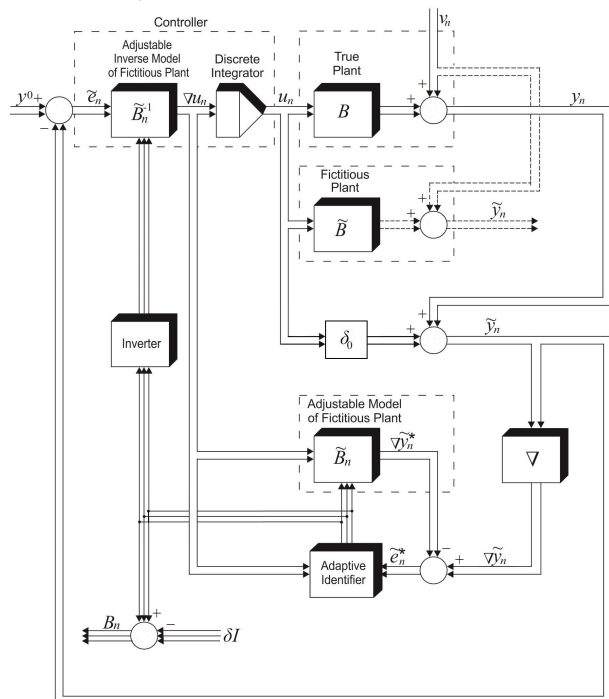 Controller
Adjustable
Inverse Model
of Fictitious Plant
Discrete
Integrator
True
Plant
νₙ
y⁰ +
−
ẽₙ
B̃ₙ⁻¹
∇uₙ
uₙ
B
+
+
yₙ
Fictitious
Plant
B̃
+
+
ỹₙ
Inverter
δ₀
+
+
ỹₙ
Adjustable Model
of Fictitious Plant
B̃ₙ
∇ỹₙ*
∇
Adaptive
Identifier
ẽₙ*
−
+
∇ỹₙ
Bₙ
+
−
δI